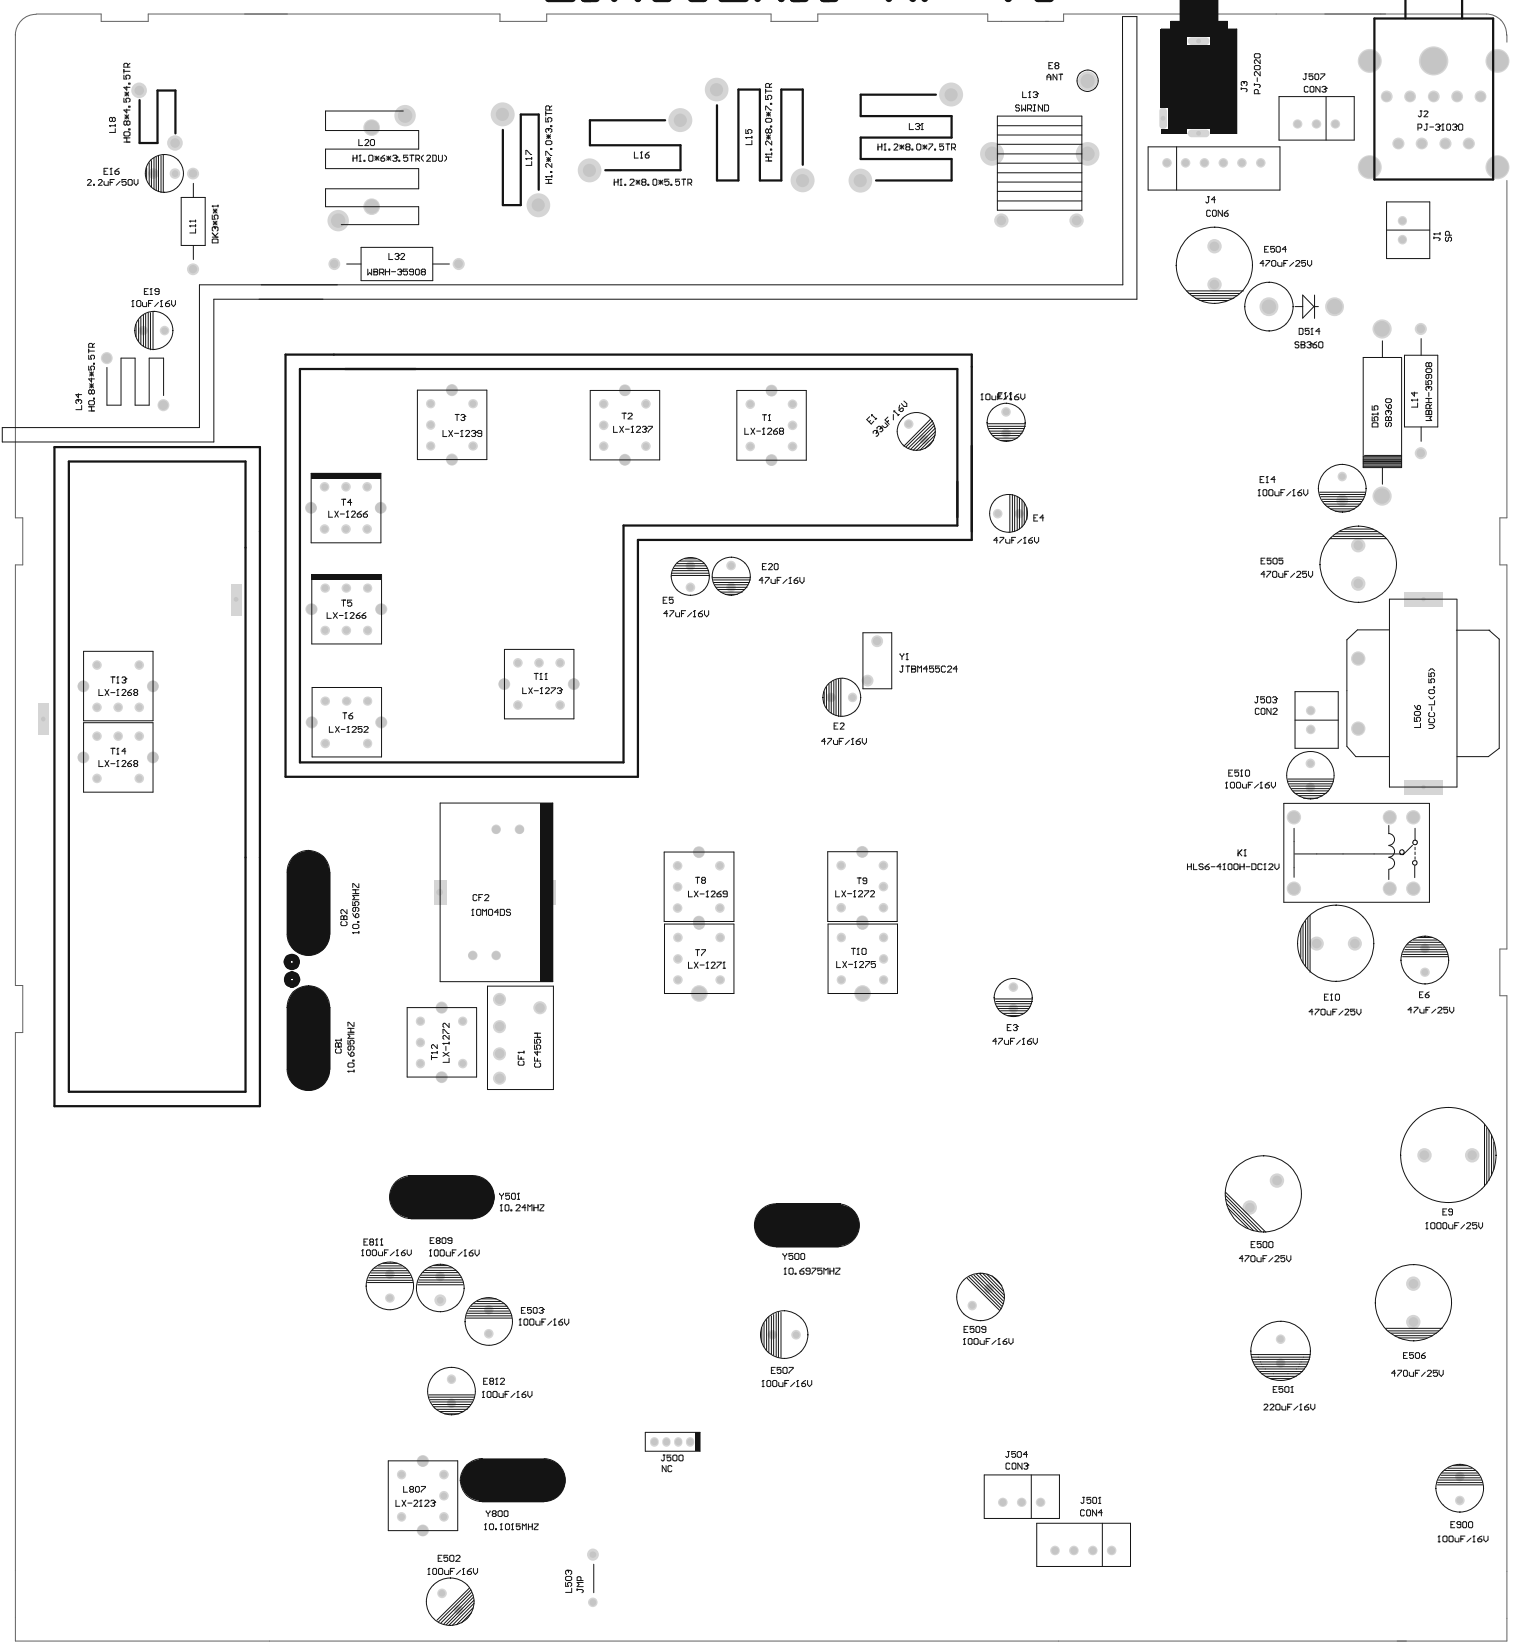 E8
ANT
L13
SWRIND
J3
PJ-2020
J507
CON3
J2
PJ-31030
L18
H0.8*4.5*4.5TR
E16
2.2uF/50V
L11
DK3*5*1
L20
H1.0*6*3.5TR(2DU)
L17
H1.2*7.0*3.5TR
L16
H1.2*8.0*5.5TR
L15
H1.2*8.0*7.5TR
L31
H1.2*8.0*7.5TR
J4
CON6
J1
SP
L32
WBRH-35908
E504
470uF/25V
D514
SB360
E19
10uF/16V
L34
H0.8*4*5.5TR
T3
LX-1239
T2
LX-1237
T1
LX-1268
E1
33uF/16V
10uF/16V
D515
SB360
L14
WBRH-35908
E14
100uF/16V
T4
LX-1266
E4
47uF/16V
E505
470uF/25V
E20
47uF/16V
E5
47uF/16V
T5
LX-1266
Y1
JTBM455C24
T13
LX-1268
T11
LX-1273
T6
LX-1252
E2
47uF/16V
J503
CON2
L506
VCC-L(0.55)
T14
LX-1268
E510
100uF/16V
K1
HLS6-4100H-DC12V
CB2
10.695MHZ
CF2
10M04DS
T8
LX-1269
T9
LX-1272
T7
LX-1271
T10
LX-1275
E10
470uF/25V
E6
47uF/25V
CB1
10.695MHZ
T12
LX-1272
CF1
CF455H
E3
47uF/16V
Y501
10.24MHZ
E9
1000uF/25V
E811
100uF/16V
E809
100uF/16V
Y500
10.6975MHZ
E500
470uF/25V
E503
100uF/16V
E509
100uF/16V
E507
100uF/16V
E506
470uF/25V
E812
100uF/16V
E501
220uF/16V
J500
NC
J504
CON3
L807
LX-2123
Y800
10.1015MHZ
J501
CON4
E900
100uF/16V
E502
100uF/16V
L503
JMP